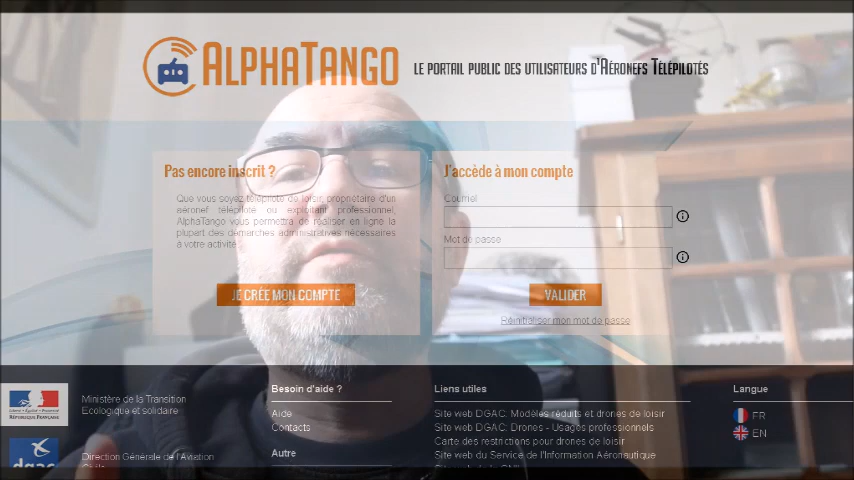 AlphaTango
le portail public des utilisateurs d'Aéronefs Télépilotés
Pas encore inscrit ?
Que vous soyez télépilote de loisir, propriétaire d'un
aéronef télépiloté ou exploitant professionnel,
AlphaTango vous permettra de réaliser en ligne la
plupart des démarches administratives nécessaires
à votre activité.
JE CRÉE MON COMPTE
J'accède à mon compte
Courriel
Mot de passe
VALIDER
Réinitialiser mon mot de passe
RÉPUBLIQUE FRANÇAISE
Ministère de la Transition
Ecologique et solidaire
dgac
Direction Générale de l'Aviation
Besoin d'aide ?
Aide
Contacts
Autre
Liens utiles
Site web DGAC: Modèles réduits et drones de loisir
Site web DGAC: Drones - Usages professionnels
Carte des restrictions pour drones de loisir
Site web du Service de l'Information Aéronautique
Langue
FR
EN